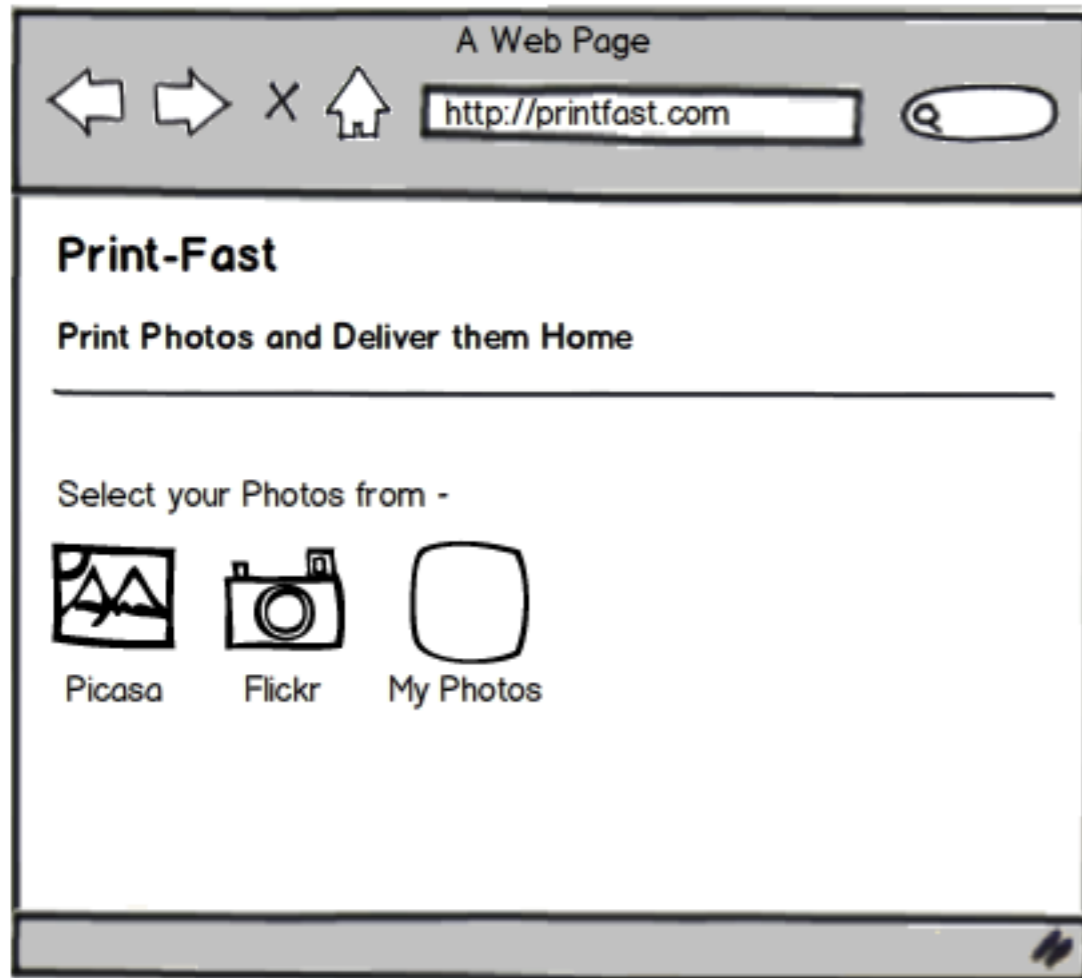 A Web Page
http://printfast.com
Print-Fast
Print Photos and Deliver them Home
Select your Photos from -
Picasa Flickr My Photos